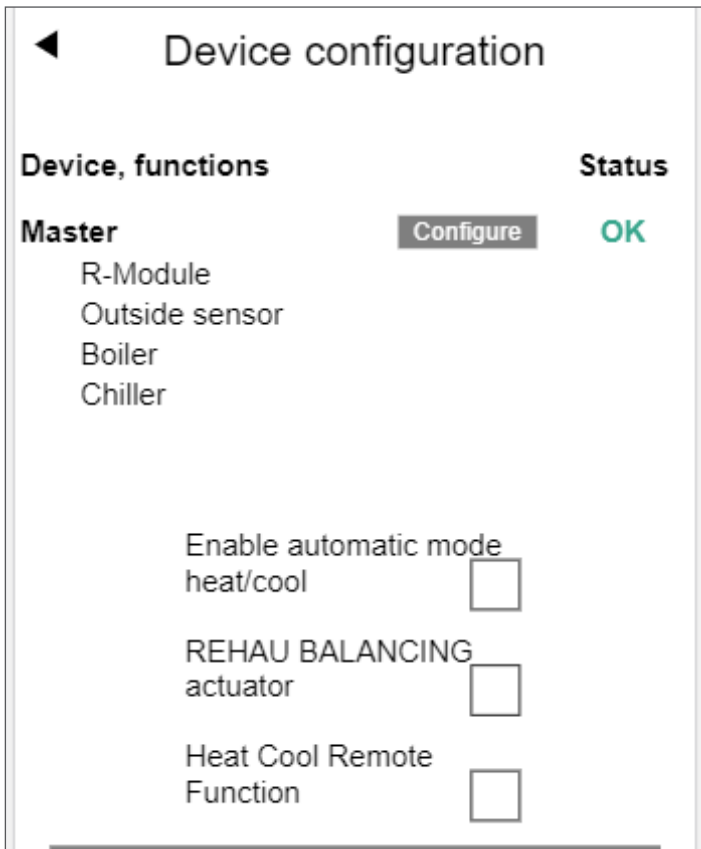 Device configuration
Device, functions Status
Master Configure OK
R-Module
Outside sensor
Boiler
Chiller
Enable automatic mode
heat/cool
REHAU BALANCING
actuator
Heat Cool Remote
Function